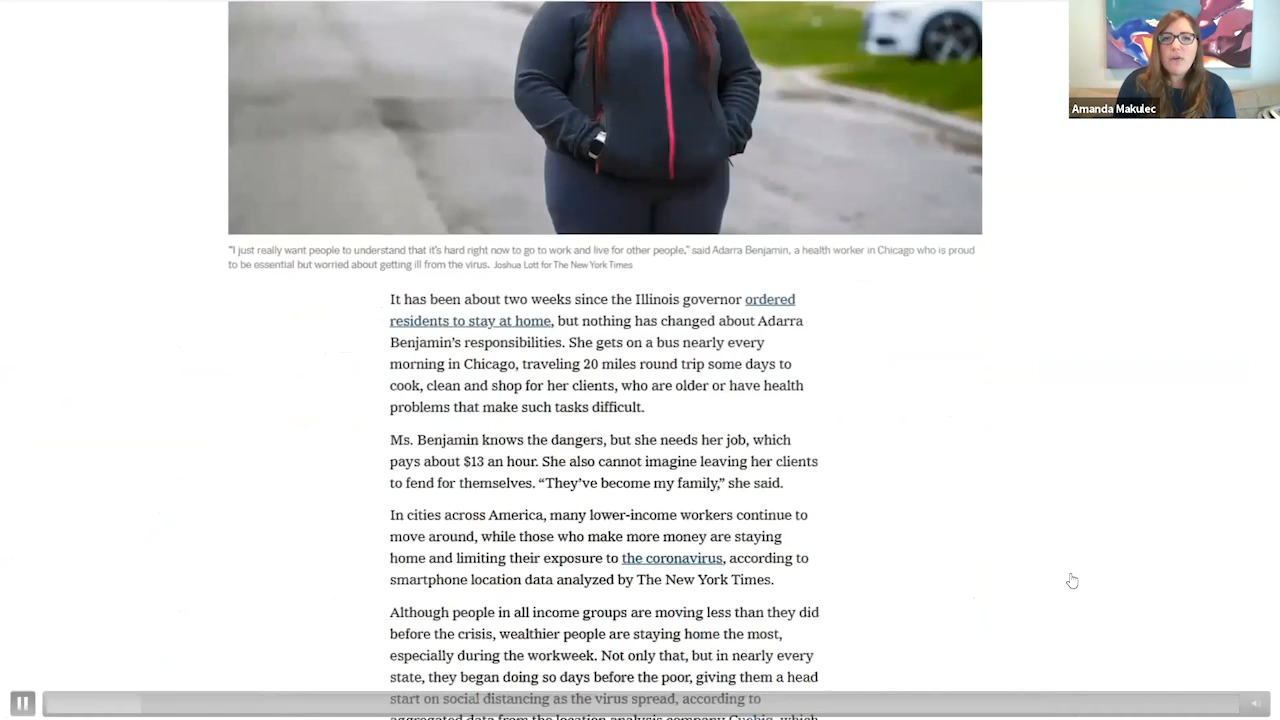 Amanda Makulec
“I just really want people to understand that it’s hard right now to go to work and live for other people,” said Adarra Benjamin, a health worker in Chicago who is proud
to be essential but worried about getting ill from the virus. Joshua Lott for The New York Times
It has been about two weeks since the Illinois governor ordered
residents to stay at home, but nothing has changed about Adarra
Benjamin’s responsibilities. She gets on a bus nearly every
morning in Chicago, traveling 20 miles round trip some days to
cook, clean and shop for her clients, who are older or have health
problems that make such tasks difficult.
Ms. Benjamin knows the dangers, but she needs her job, which
pays about $13 an hour. She also cannot imagine leaving her clients
to fend for themselves. “They’ve become my family,” she said.
In cities across America, many lower-income workers continue to
move around, while those who make more money are staying
home and limiting their exposure to the coronavirus, according to
smartphone location data analyzed by The New York Times.
Although people in all income groups are moving less than they did
before the crisis, wealthier people are staying home the most,
especially during the workweek. Not only that, but in nearly every
state, they began doing so days before the poor, giving them a head
start on social distancing as the virus spread, according to
aggregated data from the location analysis company Cuebiq, which